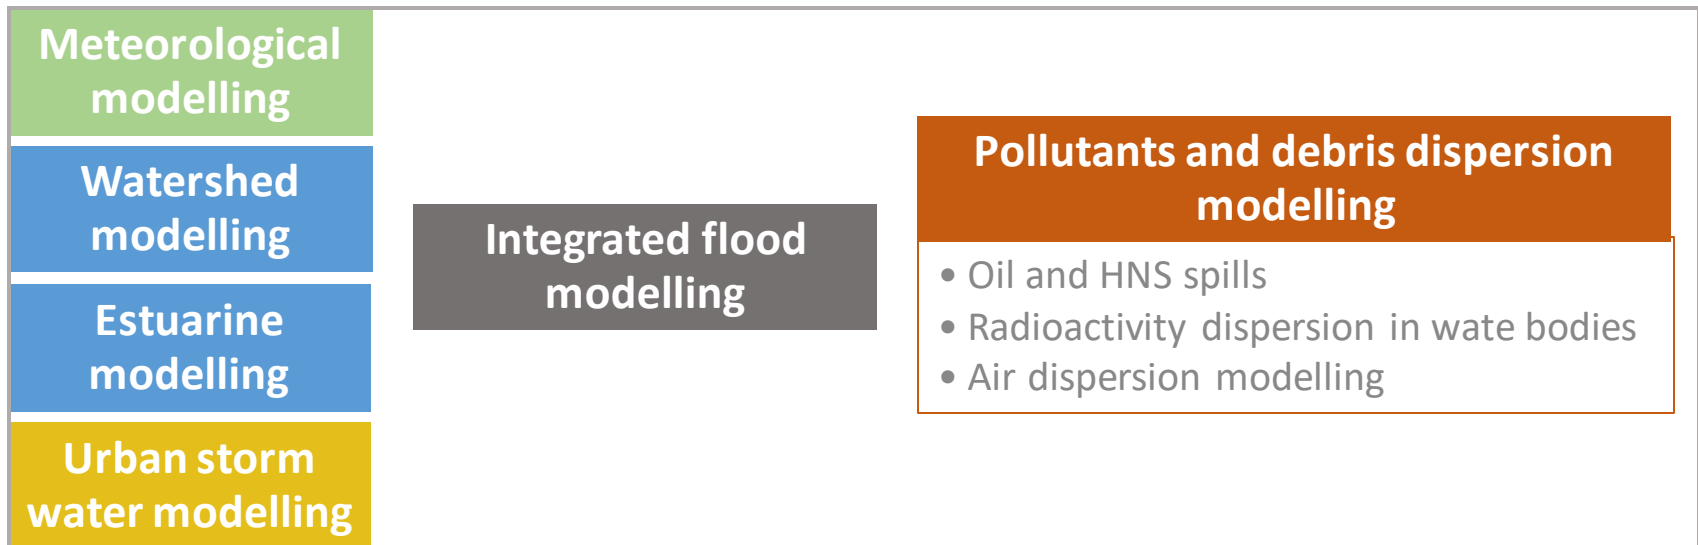 Meteorological
modelling
Watershed
modelling
Estuarine
modelling
Urban storm
water modelling
Integrated flood
modelling
Pollutants and debris dispersion
modelling
• Oil and HNS spills
• Radioactivity dispersion in wate bodies
• Air dispersion modelling